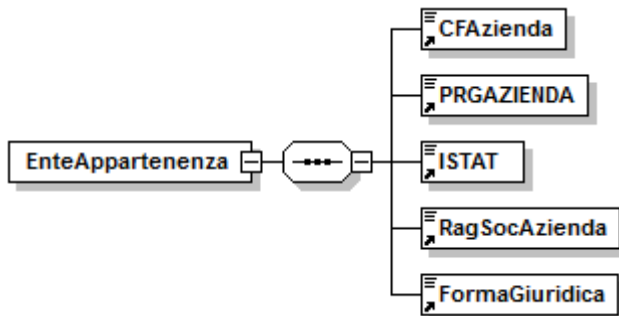 CFAzienda
PRGAZIENDA
EnteAppartenenza
ISTAT
RagSocAzienda
FormaGiuridica